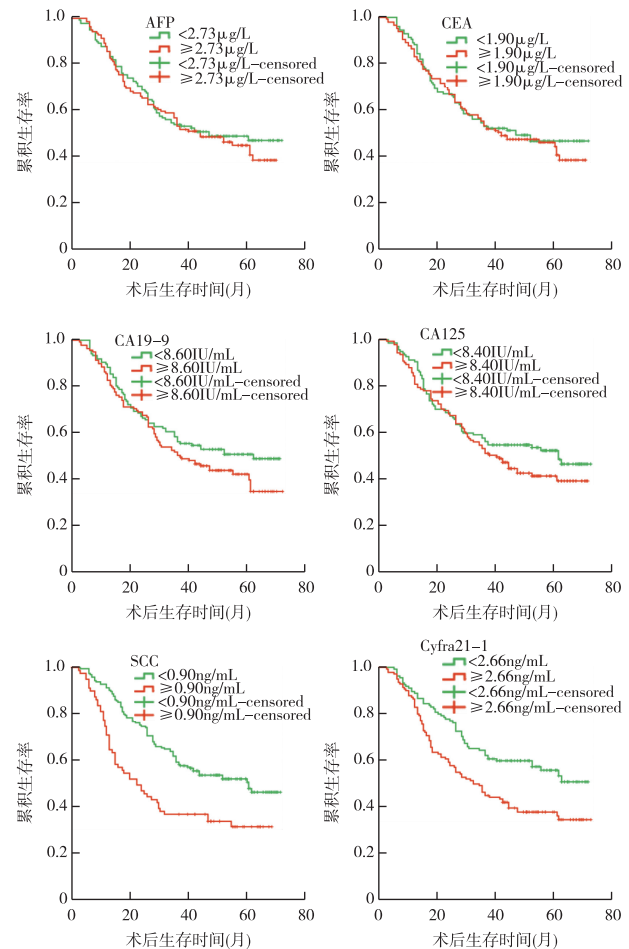 AFP
<2.73μg/L
≥2.73μg/L
<2.73μg/L-censored
≥2.73μg/L-censored
1.0
0.8
0.6
0.4
0.2
0
累积生存率
0 20 40 60 80
术后生存时间(月)
CEA
<1.90μg/L
≥1.90μg/L
<1.90μg/L-censored
≥1.90μg/L-censored
1.0
0.8
0.6
0.4
0.2
0
累积生存率
0 20 40 60 80
术后生存时间(月)
CA19-9
<8.60IU/mL
≥8.60IU/mL
<8.60IU/mL-censored
≥8.60IU/mL-censored
1.0
0.8
0.6
0.4
0.2
0
累积生存率
0 20 40 60 80
术后生存时间(月)
CA125
<8.40IU/mL
≥8.40IU/mL
<8.40IU/mL-censored
≥8.40IU/mL-censored
1.0
0.8
0.6
0.4
0.2
0
累积生存率
0 20 40 60 80
术后生存时间(月)
SCC
<0.90ng/mL
≥0.90ng/mL
<0.90ng/mL-censored
≥0.90ng/mL-censored
1.0
0.8
0.6
0.4
0.2
0
累积生存率
0 20 40 60 80
术后生存时间(月)
Cyfra21-1
<2.66ng/mL
≥2.66ng/mL
<2.66ng/mL-censored
≥2.66ng/mL-censored
1.0
0.8
0.6
0.4
0.2
0
累积生存率
0 20 40 60 80
术后生存时间(月)